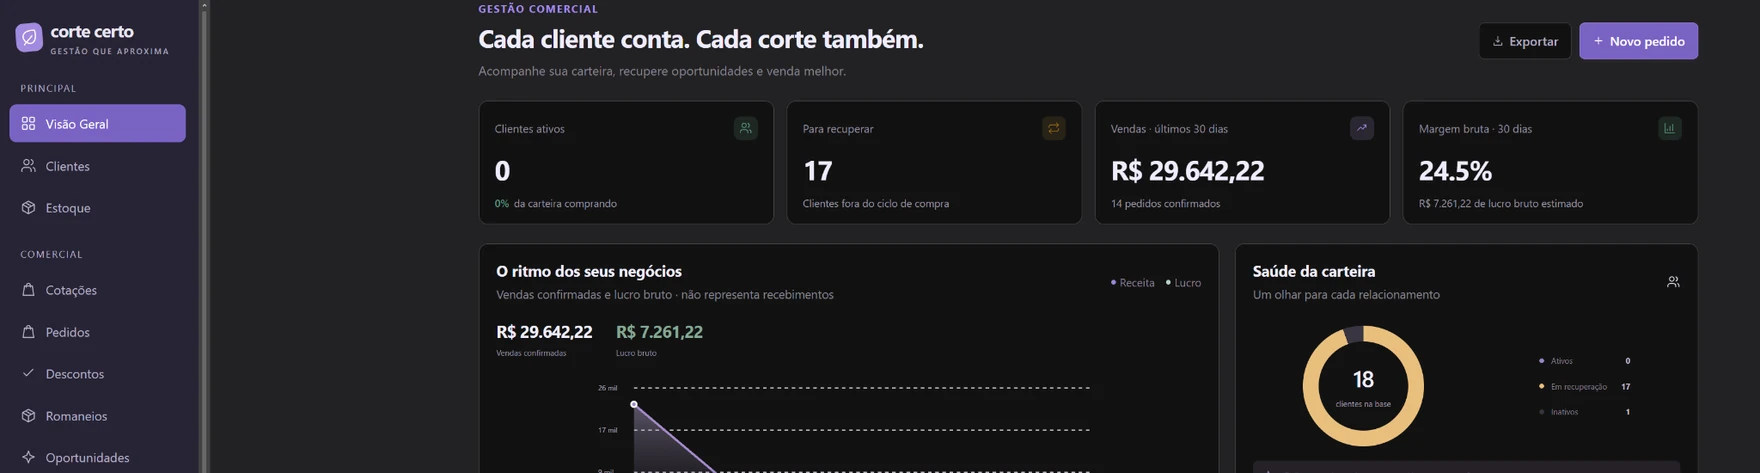 corte certo
GESTÃO QUE APROXIMA
PRINCIPAL
Visão Geral
Clientes
Estoque
COMERCIAL
Cotações
Pedidos
Descontos
Romaneios
Oportunidades
GESTÃO COMERCIAL
Cada cliente conta. Cada corte também.
Acompanhe sua carteira, recupere oportunidades e venda melhor.
Exportar
+ Novo pedido
Clientes ativos
0
0% da carteira comprando
Para recuperar
17
Clientes fora do ciclo de compra
Vendas · últimos 30 dias
R$ 29.642,22
14 pedidos confirmados
Margem bruta · 30 dias
24.5%
R$ 7.261,22 de lucro bruto estimado
O ritmo dos seus negócios
Vendas confirmadas e lucro bruto · não representa recebimentos
Receita Lucro
R$ 29.642,22 R$ 7.261,22
Vendas confirmadas Lucro bruto
26 mil
17 mil
9 mil
Saúde da carteira
Um olhar para cada relacionamento
18
clientes na base
Ativos 0
Em recuperação 17
Inativos 1